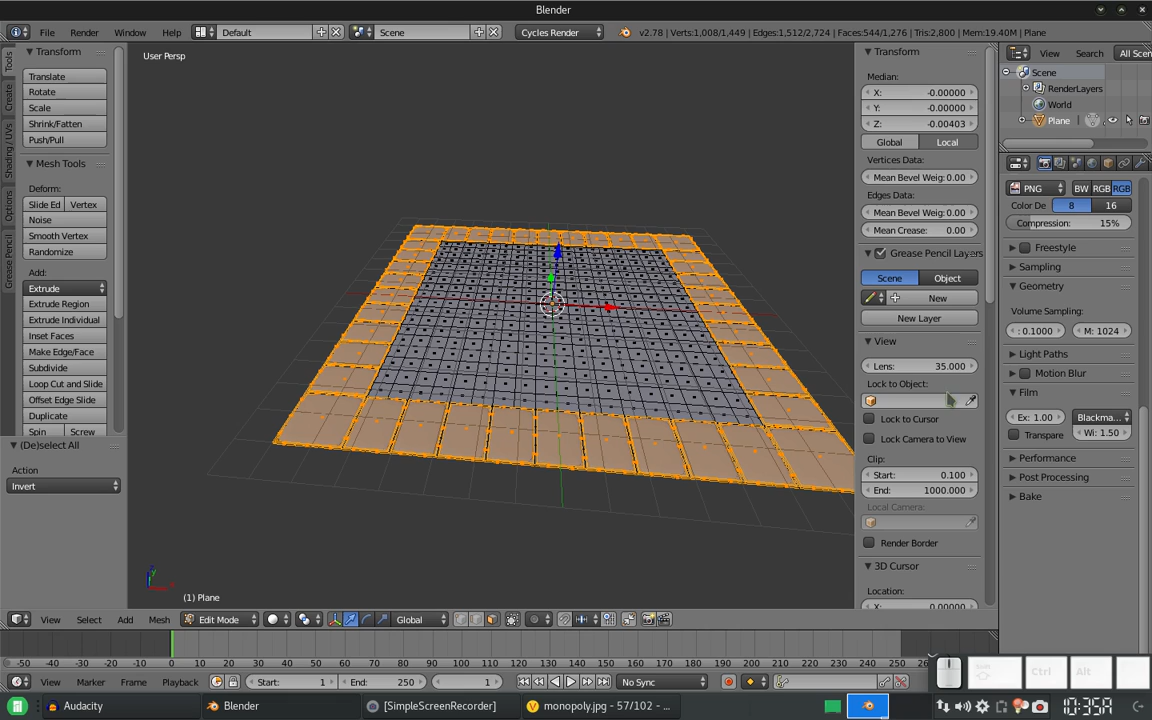 Blender
File Render Window Help Default Scene Cycles Render v2.78 | Verts:1,008/1,449 | Edges:1,512/2,724 | Faces:544/1,276 | Tris:2,800 | Mem:19.40M | Plane
Tools
Create
Shading / UVs
Options
Grease Pencil
Transform
Translate
Rotate
Scale
Shrink/Fatten
Push/Pull
Mesh Tools
Deform:
Slide Ed Vertex
Noise
Smooth Vertex
Randomize
Add:
Extrude
Extrude Region
Extrude Individual
Inset Faces
Make Edge/Face
Subdivide
Loop Cut and Slide
Offset Edge Slide
Duplicate
Spin Screw
(De)select All
Action
Invert
User Persp
(1) Plane
Transform
Median:
X: -0.00000
Y: -0.00000
Z: -0.00403
Global Local
Vertices Data:
Mean Bevel Weig: 0.00
Edges Data:
Mean Bevel Weig: 0.00
Mean Crease: 0.00
Grease Pencil Layers
Scene Object
New
New Layer
View
Lens: 35.000
Lock to Object:
Lock to Cursor
Lock Camera to View
Clip:
Start: 0.100
End: 1000.000
Local Camera:
Render Border
3D Cursor
Location:
X: 0.00000
View Search All Scen
Scene
RenderLayers
World
Plane
PNG BW RGB RGB
Color De 8 16
Compression: 15%
Freestyle
Sampling
Geometry
Volume Sampling:
: 0.1000 M: 1024
Light Paths
Motion Blur
Film
Ex: 1.00 Blackma...
Transpare Wi: 1.50
Performance
Post Processing
Bake
View Select Add Mesh Edit Mode Global
-50 -40 -30 -20 -10 0 10 20 30 40 50 60 70 80 90 100 110 120 130 140 150 160 170 180 190 200 210 220 230 240 250 26
View Marker Frame Playback Start: 1 End: 250 1 No Sync
Shift Ctrl Alt
Audacity Blender [SimpleScreenRecorder] monopoly.jpg - 57/102 - ... 10:35A